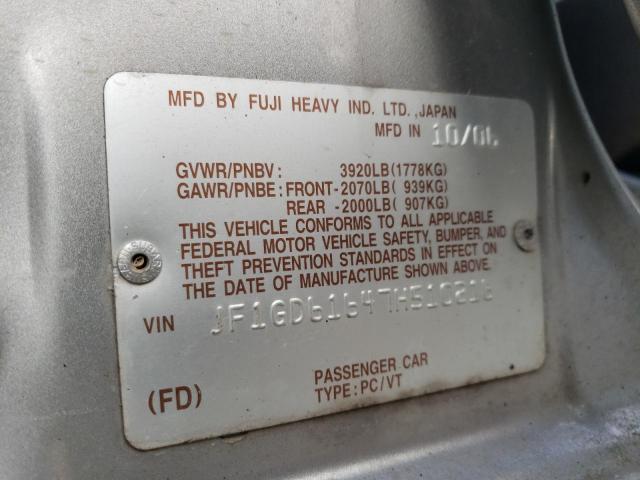 MFD BY FUJI HEAVY IND. LTD.,JAPAN
MFD IN 10/06
GVWR/PNBV: 3920LB(1778KG)
GAWR/PNBE: FRONT-2070LB( 939KG)
REAR -2000LB( 907KG)
THIS VEHICLE CONFORMS TO ALL APPLICABLE
FEDERAL MOTOR VEHICLE SAFETY, BUMPER, AND
THEFT PREVENTION STANDARDS IN EFFECT ON
THE DATE OF MANUFACTURE SHOWN ABOVE.
VIN JF1GD61647H510216
(FD) PASSENGER CAR
TYPE:PC/VT